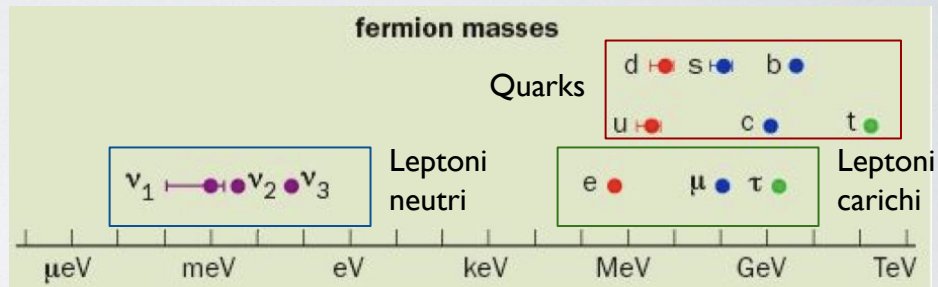 fermion masses
d s b
Quarks
u c t
ν1 ν2 ν3
Leptoni
neutri
e μ τ
Leptoni
carichi
μeV meV eV keV MeV GeV TeV